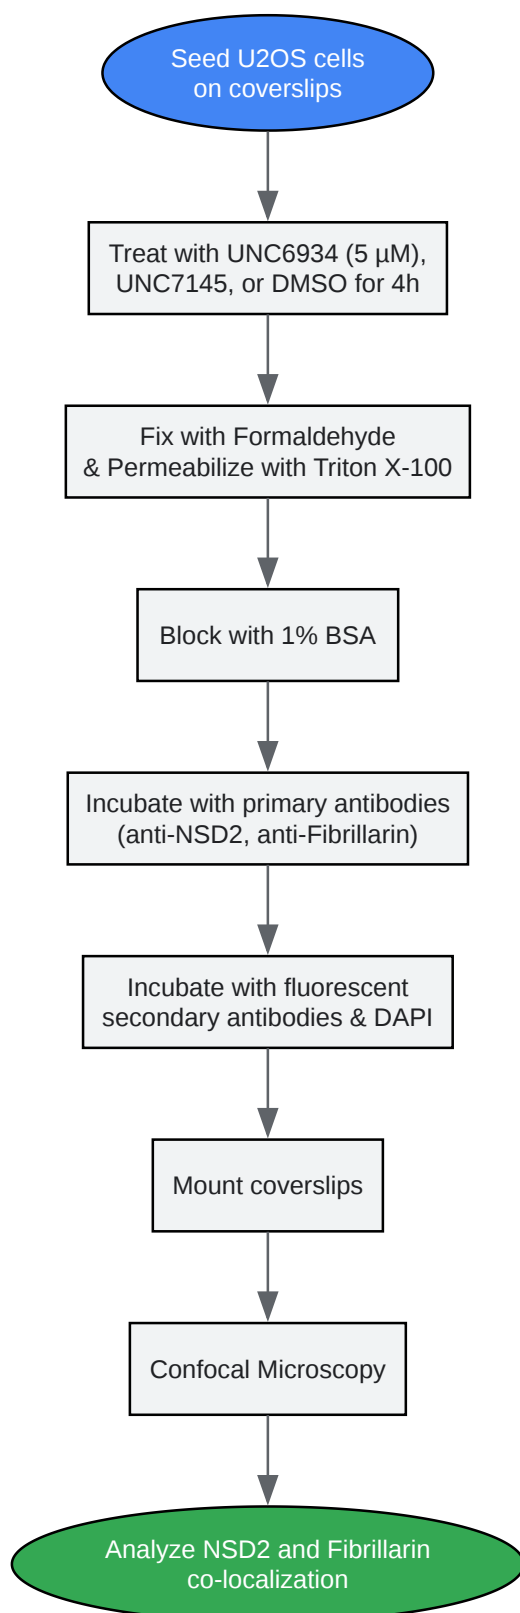 Seed U2OS cells
on coverslips
Treat with UNC6934 (5 µM),
UNC7145, or DMSO for 4h
Fix with Formaldehyde
& Permeabilize with Triton X-100
Block with 1% BSA
Incubate with primary antibodies
(anti-NSD2, anti-Fibrillarin)
Incubate with fluorescent
secondary antibodies & DAPI
Mount coverslips
Confocal Microscopy
Analyze NSD2 and Fibrillarin
co-localization